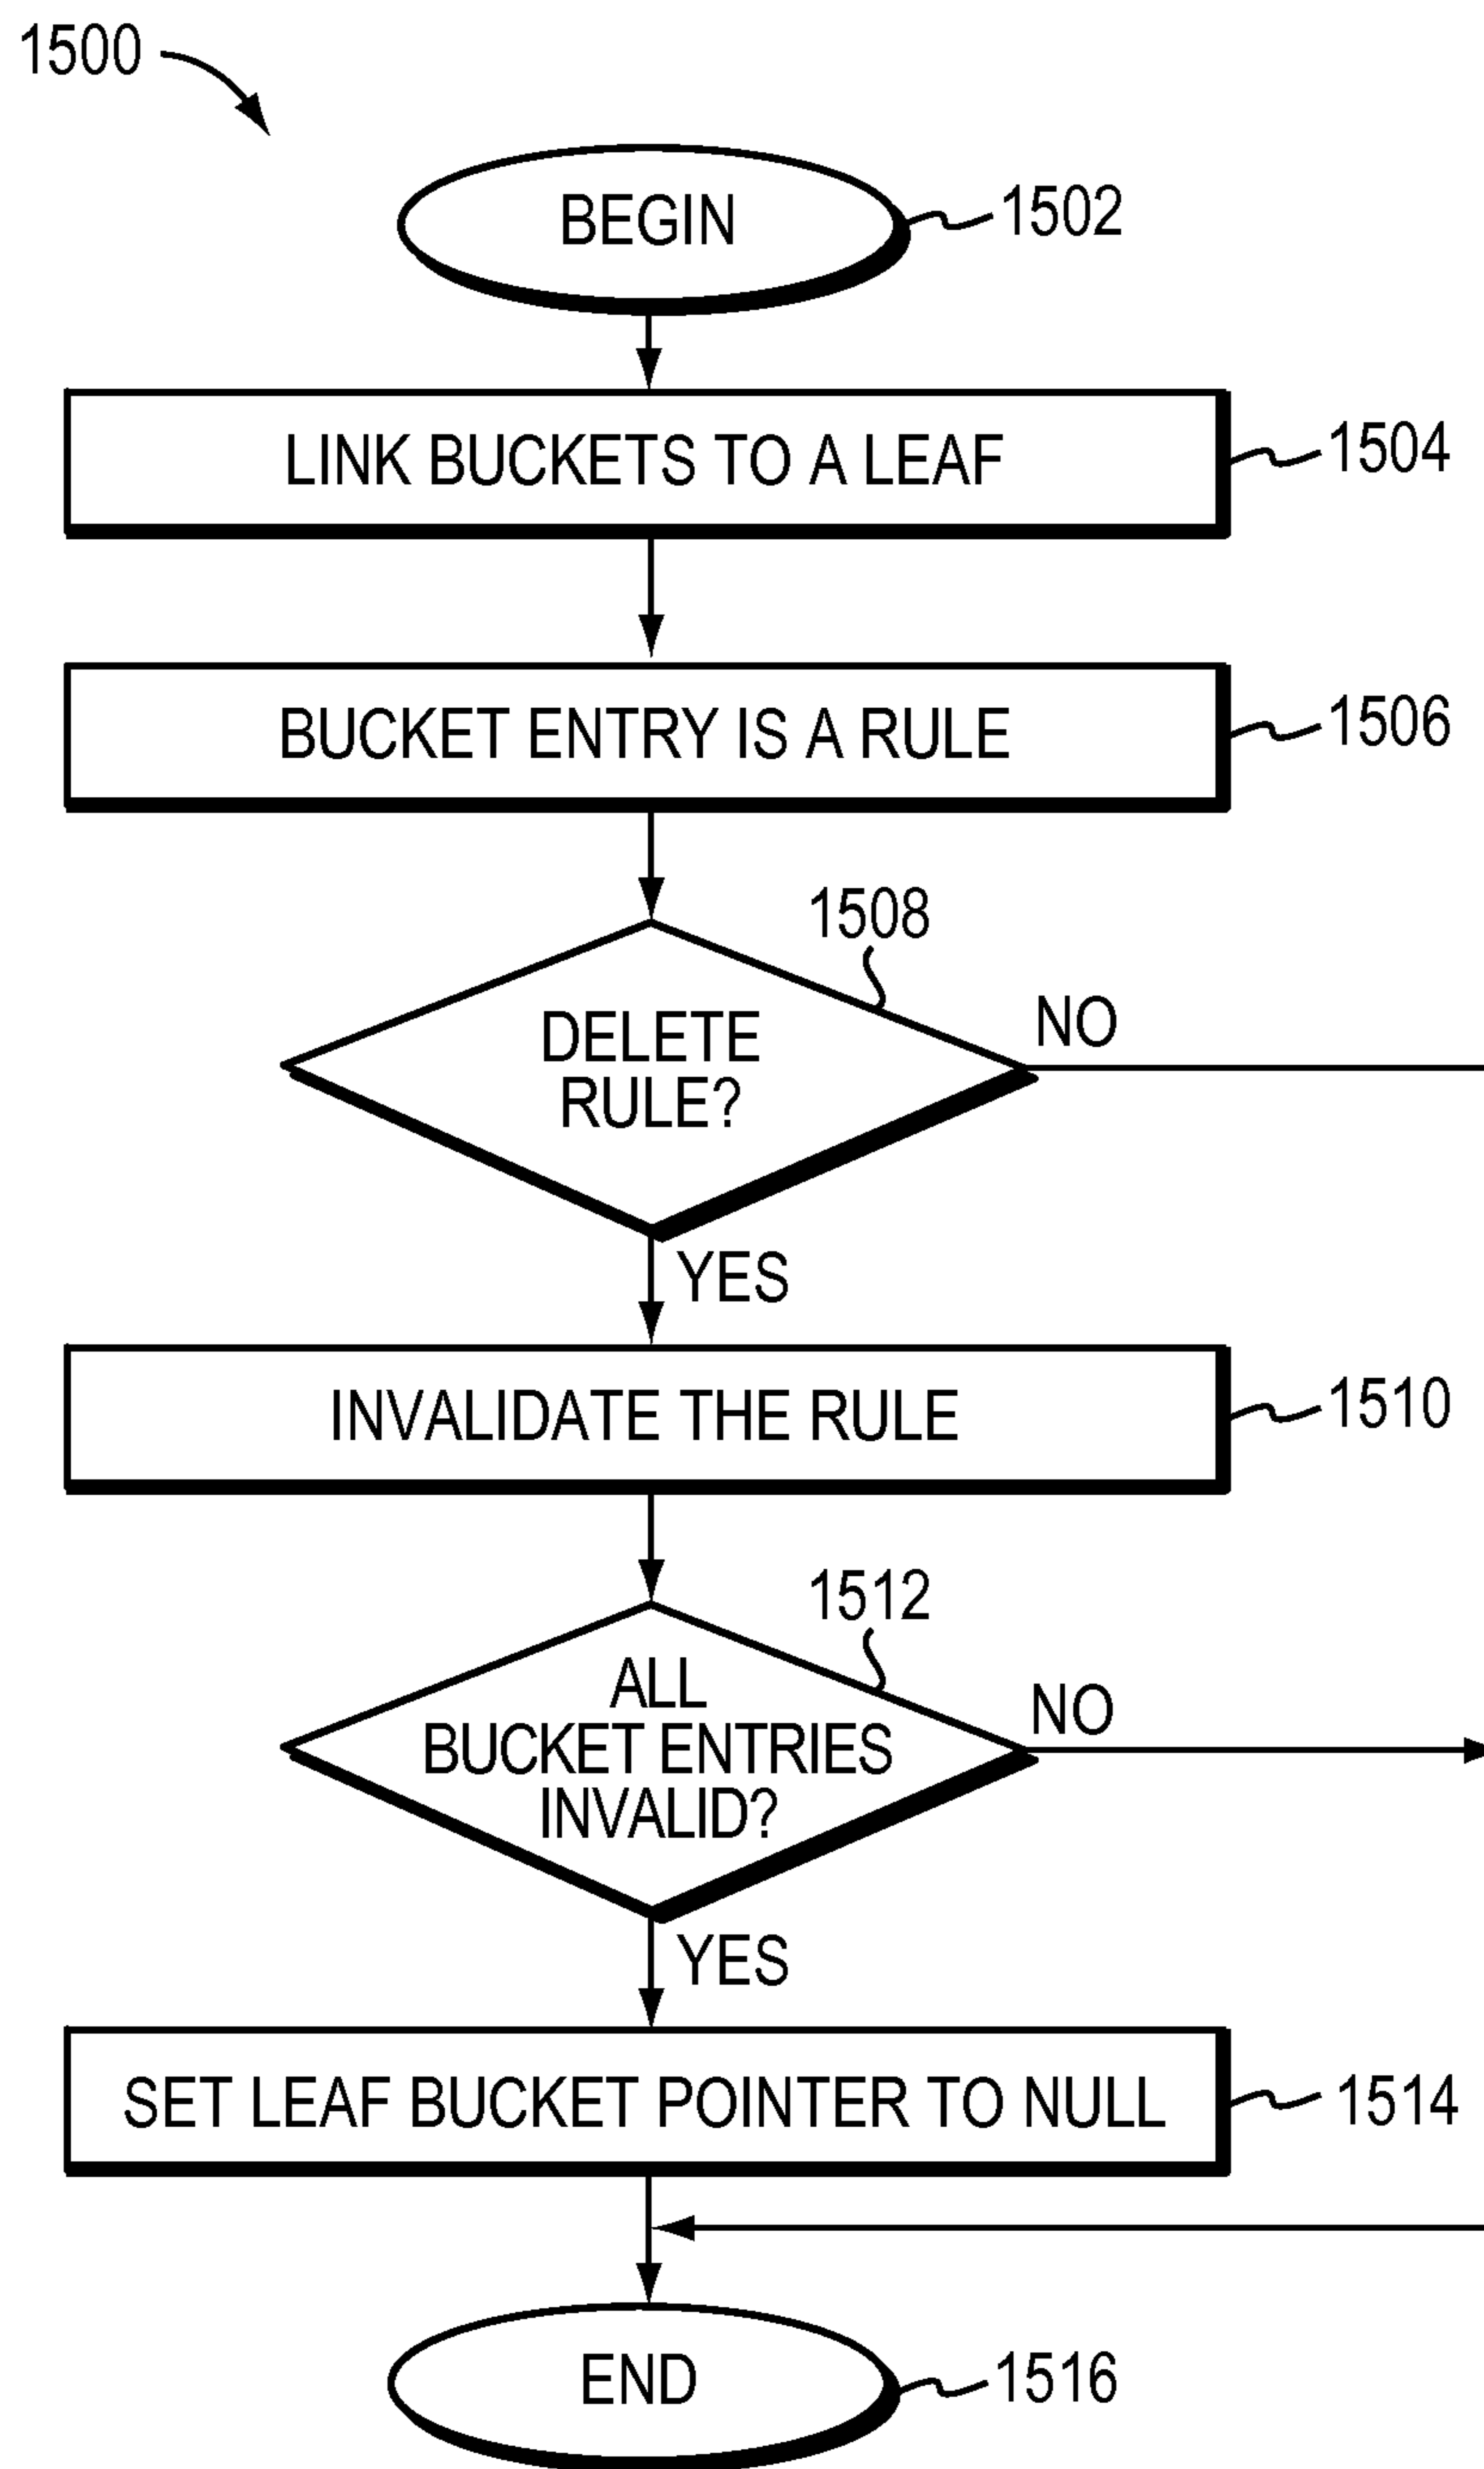 1500
BEGIN
1502
LINK BUCKETS TO A LEAF
1504
BUCKET ENTRY IS A RULE
1506
1508
DELETE
RULE?
NO
YES
INVALIDATE THE RULE
1510
1512
ALL
BUCKET ENTRIES
INVALID?
NO
YES
SET LEAF BUCKET POINTER TO NULL
1514
END
1516